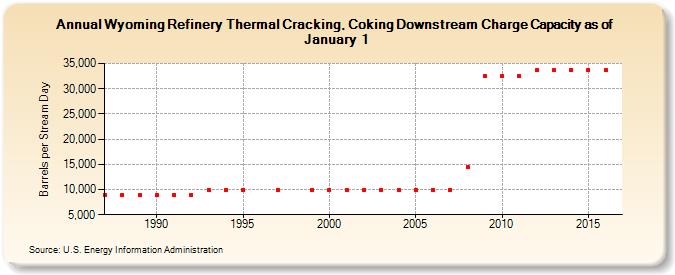 Annual Wyoming Refinery Thermal Cracking, Coking Downstream Charge Capacity as of
January 1
Barrels per Stream Day
35,000
30,000
25,000
20,000
15,000
10,000
5,000
1990 1995 2000 2005 2010 2015
Source: U.S. Energy Information Administration